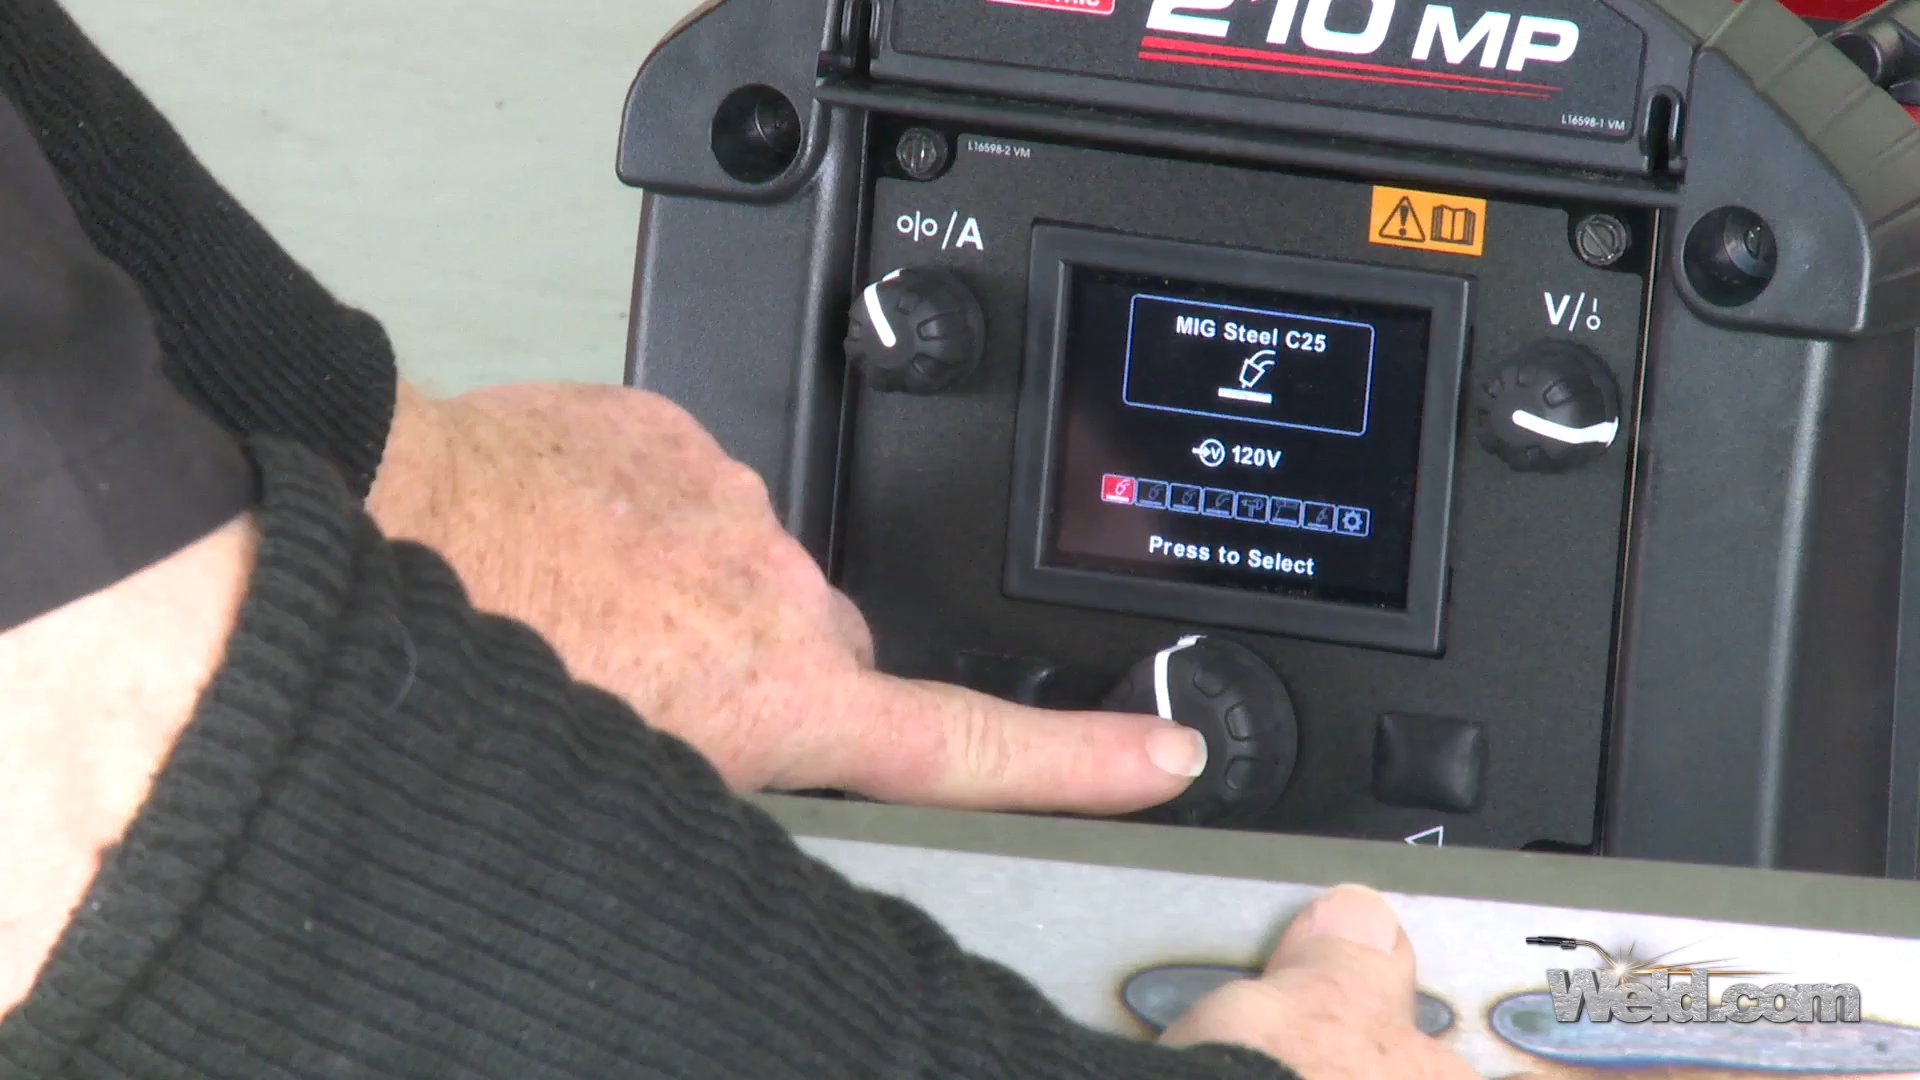 210 MP
L16598-1 VM
L16598-2 VM
/A
V/
MIG Steel C25
V 120V
Press to Select
Weld.com